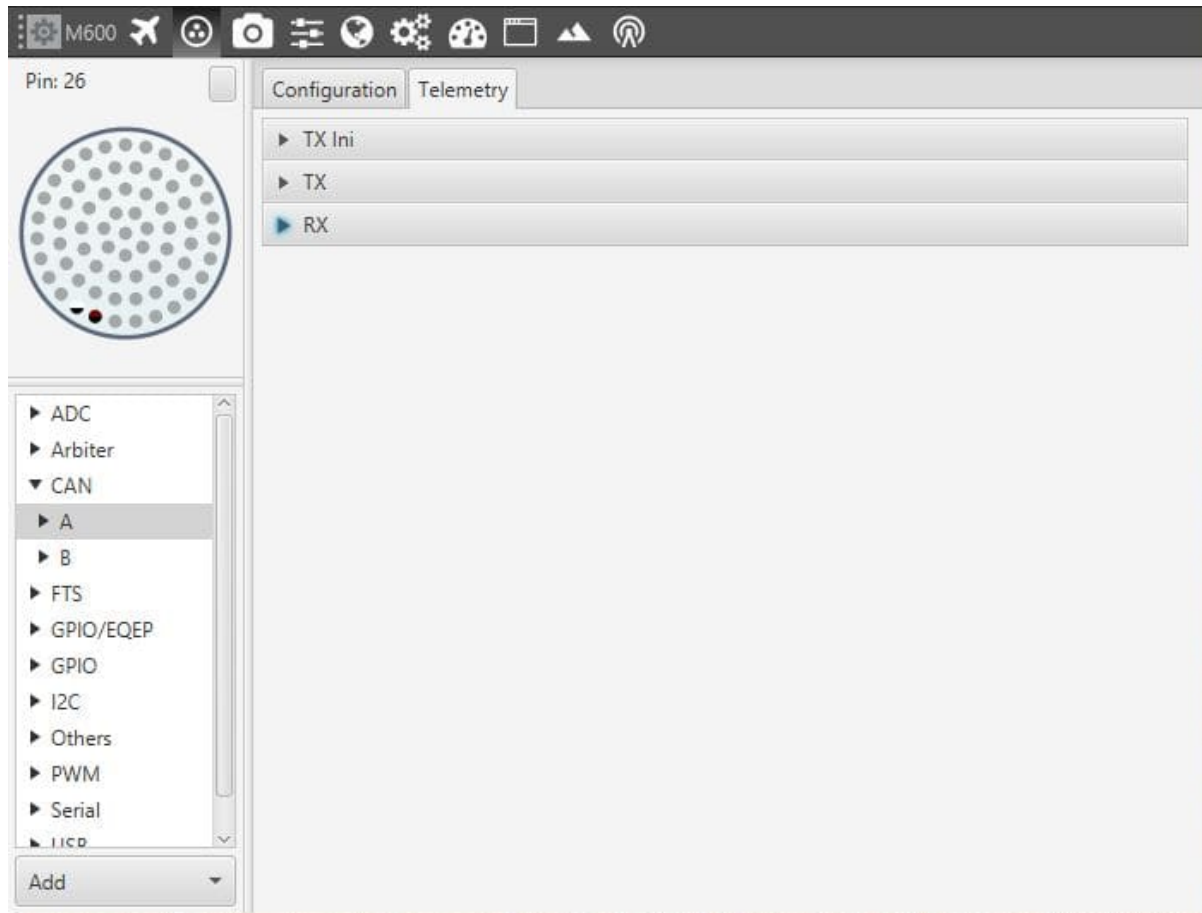 M600
Pin: 26
Configuration
Telemetry
TX Ini
TX
RX
ADC
Arbiter
CAN
A
B
FTS
GPIO/EQEP
GPIO
I2C
Others
PWM
Serial
Add